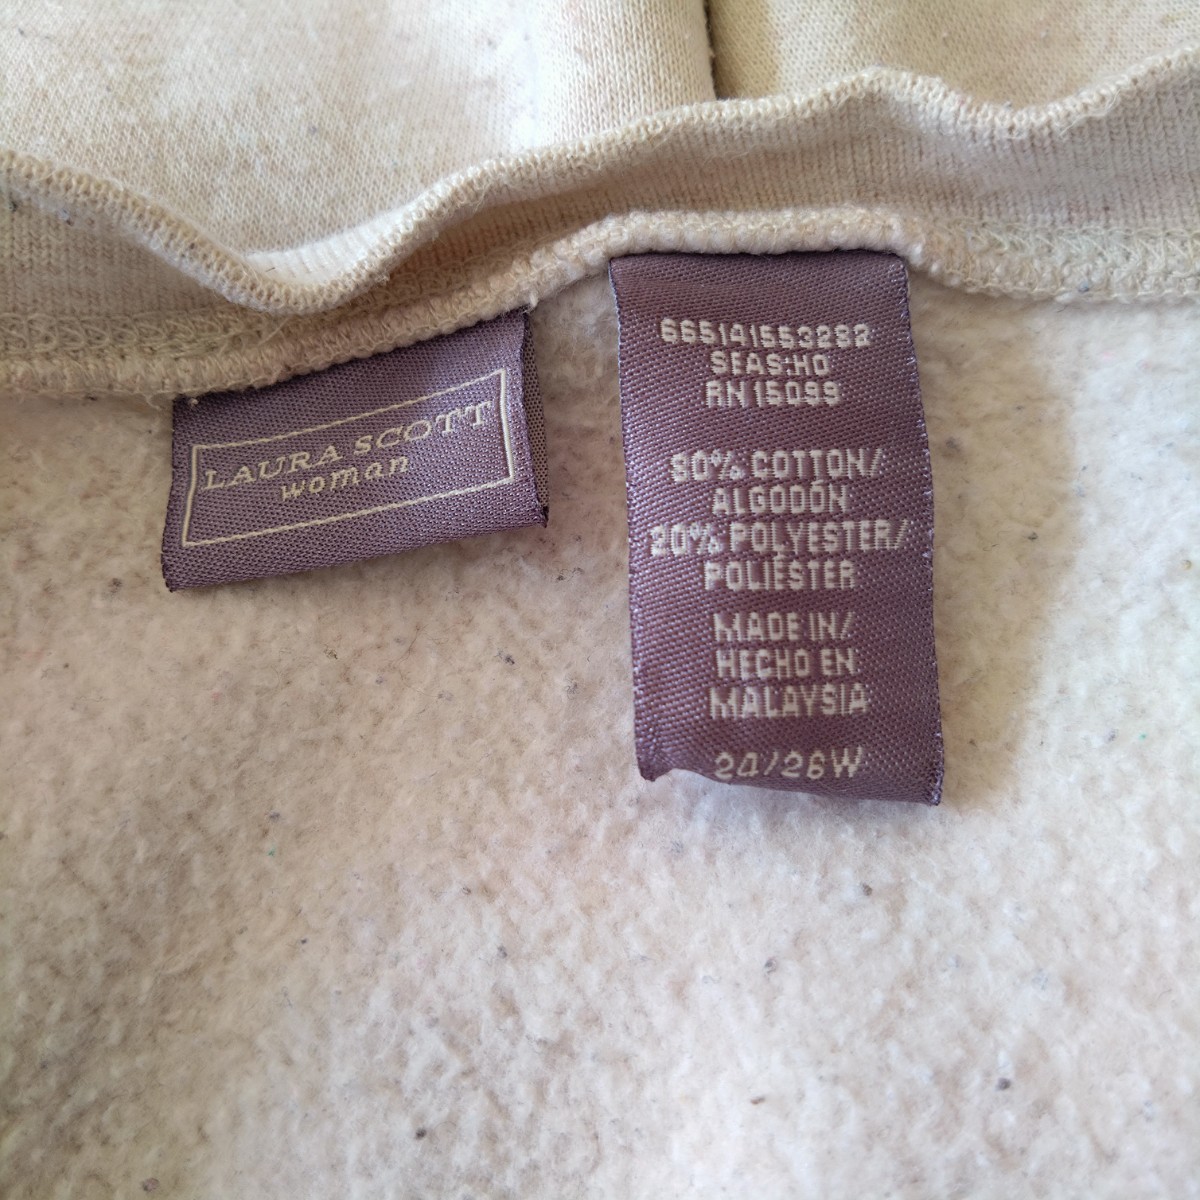 LAURA SCOTT
woman
665141553282
SEAS:HO
RN 15099
80% COTTON/
ALGODÓN
20% POLYESTER/
POLIÉSTER
MADE IN/
HECHO EN
MALAYSIA
24/26W